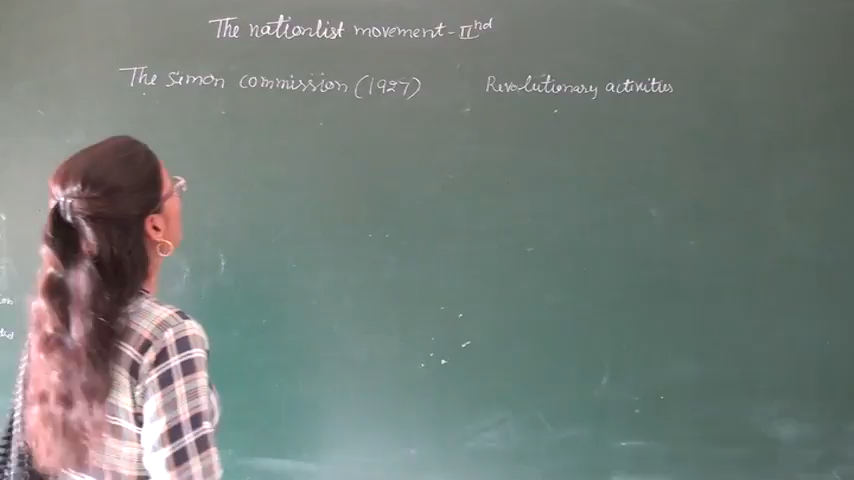 The nationlist movement - IInd
The Simon commission (1927)
Revolutionary activities